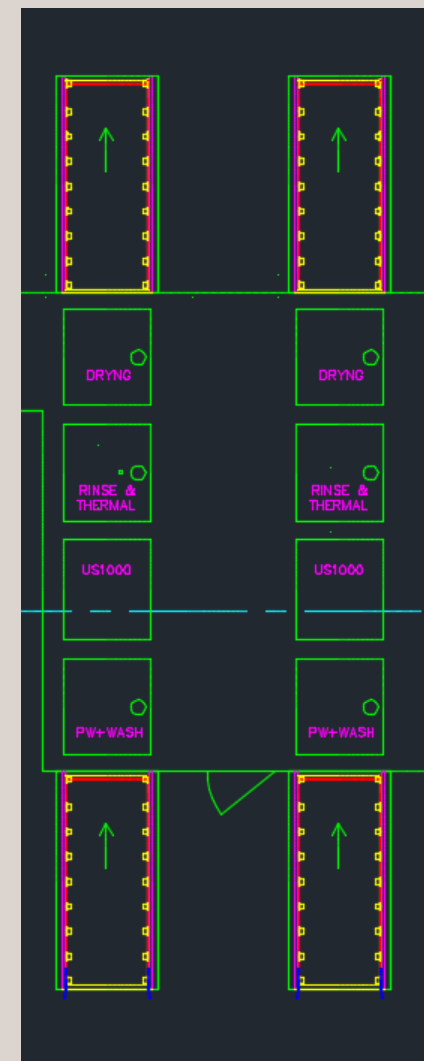 DRYNG
DRYNG
RINSE &
THERMAL
RINSE &
THERMAL
US1000
US1000
PW+WASH
PW+WASH